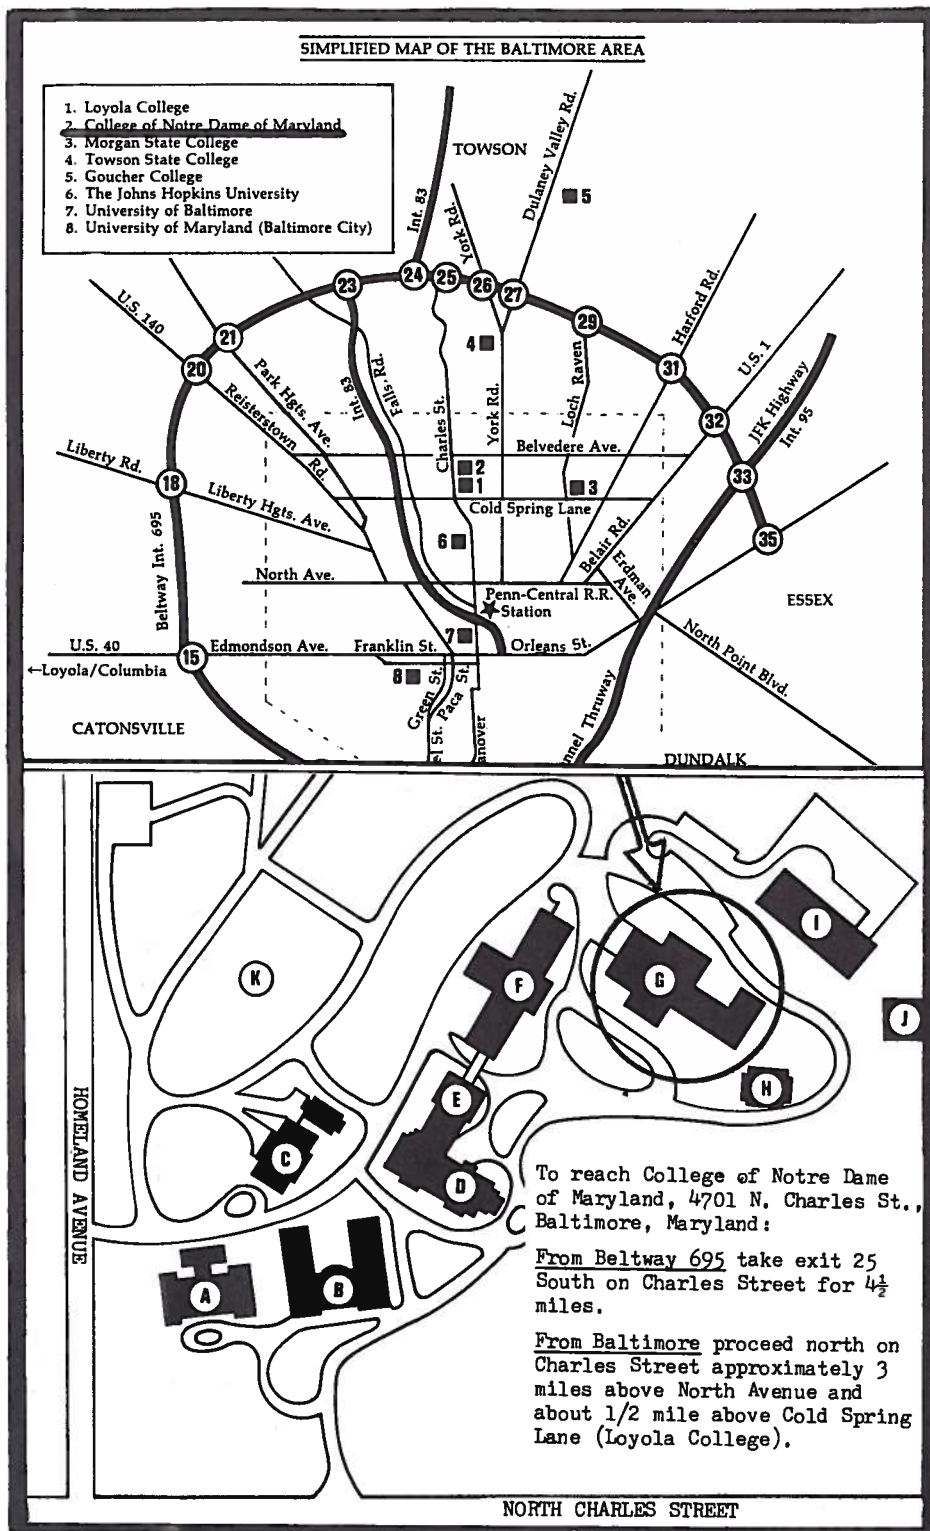 SIMPLIFIED MAP OF THE BALTIMORE AREA
1. Loyola College
2. College of Notre Dame of Maryland
3. Morgan State College
4. Towson State College
5. Goucher College
6. The Johns Hopkins University
7. University of Baltimore
8. University of Maryland (Baltimore City)
TOWSON
Int. 83
York Rd.
Dulaney Valley Rd.
5
Harford Rd.
U.S. 1
JFK Highway
Int. 95
U.S. 140
23
24
25
26
27
29
21
20
31
32
33
35
18
15
4
Park Hgts. Ave.
Reisterstown Rd.
Int. 83
Falls. Rd.
Charles St.
York Rd.
Loch Raven
Belvedere Ave.
Liberty Rd.
Liberty Hgts. Ave.
2
1
3
Cold Spring Lane
6
Belair Rd.
Erdman Ave.
Beltway Int. 695
North Ave.
Penn-Central R.R.
Station
ESSEX
7
North Point Blvd.
U.S. 40
Edmondson Ave.
Franklin St.
Orleans St.
←Loyola/Columbia
8
Green St.
Paca St.
el St.
anover
nnel Thruway
CATONSVILLE
DUNDALK
I
K
F
G
J
H
E
C
D
A
B
HOMELAND AVENUE
To reach College of Notre Dame
of Maryland, 4701 N. Charles St.,
Baltimore, Maryland:
From Beltway 695 take exit 25
South on Charles Street for 4½
miles.
From Baltimore proceed north on
Charles Street approximately 3
miles above North Avenue and
about 1/2 mile above Cold Spring
Lane (Loyola College).
NORTH CHARLES STREET